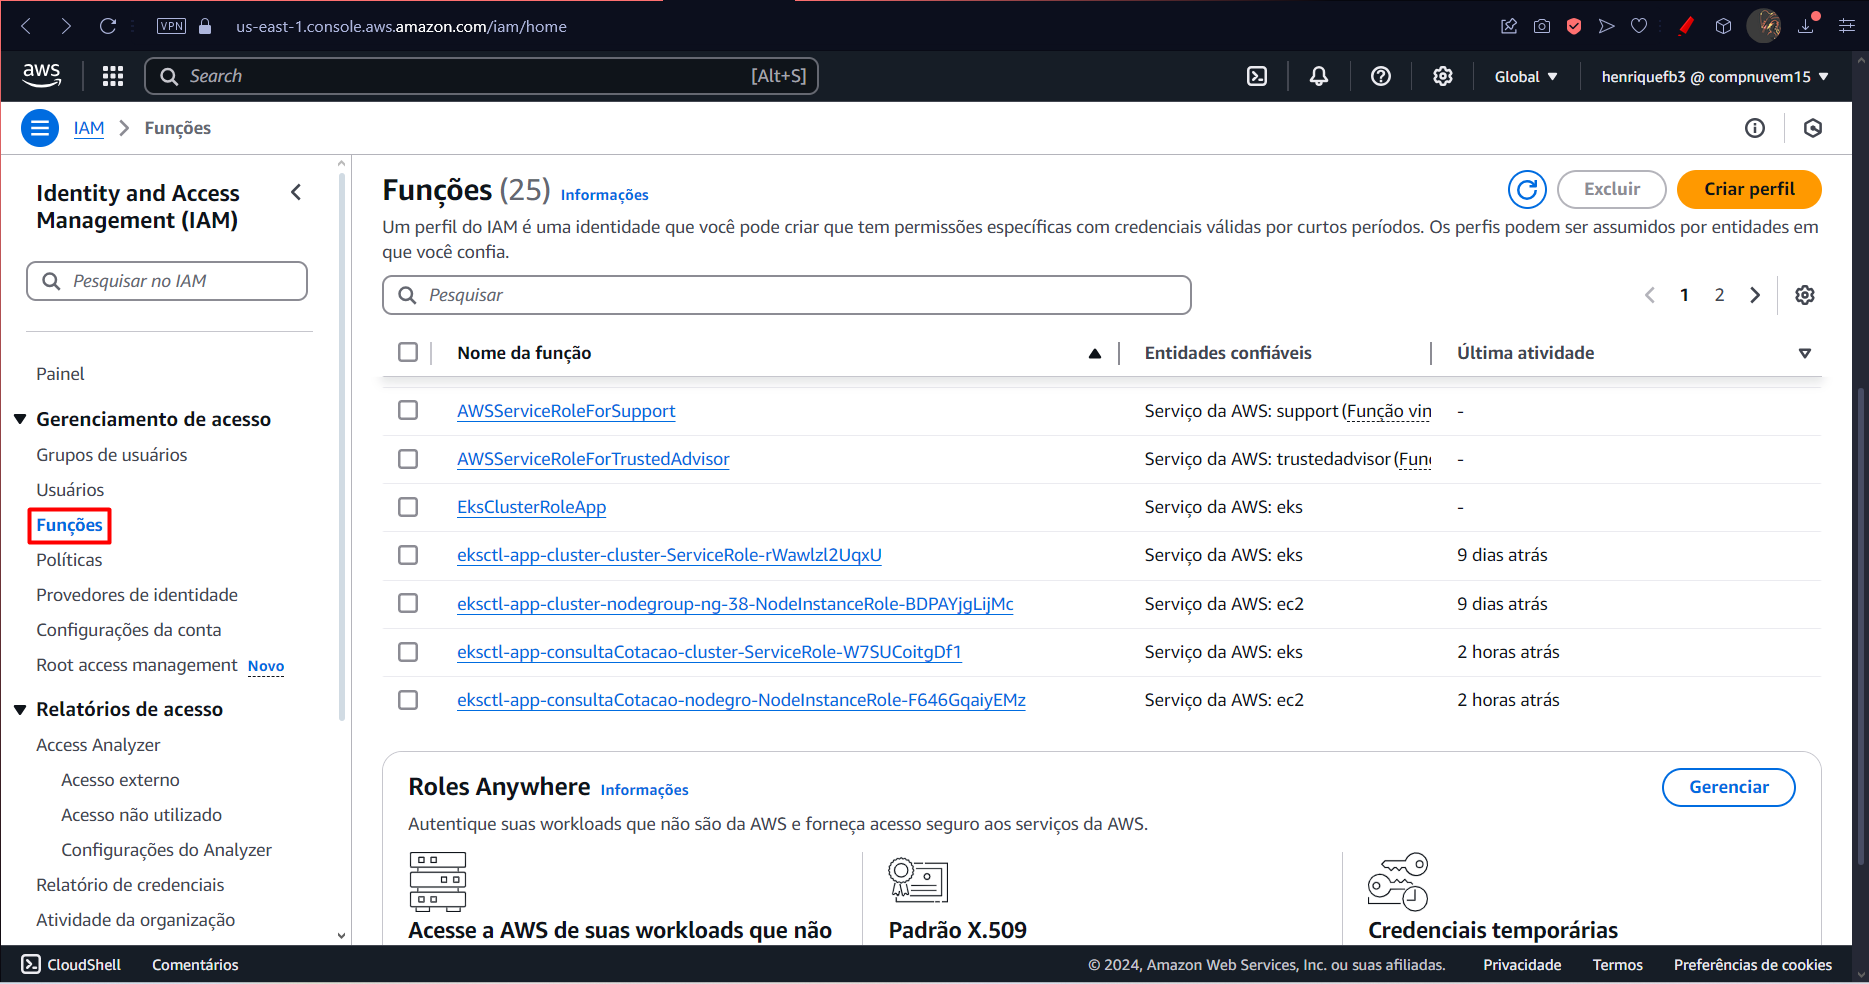 VPN us-east-1.console.aws.amazon.com/iam/home
aws Search [Alt+S] Global henriquefb3 @ compnuvem15
IAM Funções
Identity and Access
Management (IAM)
Pesquisar no IAM
Painel
Gerenciamento de acesso
Grupos de usuários
Usuários
Funções
Políticas
Provedores de identidade
Configurações da conta
Root access management Novo
Relatórios de acesso
Access Analyzer
Acesso externo
Acesso não utilizado
Configurações do Analyzer
Relatório de credenciais
Atividade da organização
Funções (25) Informações
Excluir
Criar perfil
Um perfil do IAM é uma identidade que você pode criar que tem permissões específicas com credenciais válidas por curtos períodos. Os perfis podem ser assumidos por entidades em
que você confia.
Pesquisar
1 2
Nome da função Entidades confiáveis Última atividade
AWSServiceRoleForSupport Serviço da AWS: support (Função vin -
AWSServiceRoleForTrustedAdvisor Serviço da AWS: trustedadvisor (Fun -
EksClusterRoleApp Serviço da AWS: eks -
eksctl-app-cluster-cluster-ServiceRole-rWawlzl2UqxU Serviço da AWS: eks 9 dias atrás
eksctl-app-cluster-nodegroup-ng-38-NodeInstanceRole-BDPAYjgLijMc Serviço da AWS: ec2 9 dias atrás
eksctl-app-consultaCotacao-cluster-ServiceRole-W7SUCoitgDf1 Serviço da AWS: eks 2 horas atrás
eksctl-app-consultaCotacao-nodegro-NodeInstanceRole-F646GqaiyEMz Serviço da AWS: ec2 2 horas atrás
Roles Anywhere Informações
Gerenciar
Autentique suas workloads que não são da AWS e forneça acesso seguro aos serviços da AWS.
Acesse a AWS de suas workloads que não
Padrão X.509
Credenciais temporárias
CloudShell Comentários © 2024, Amazon Web Services, Inc. ou suas afiliadas. Privacidade Termos Preferências de cookies